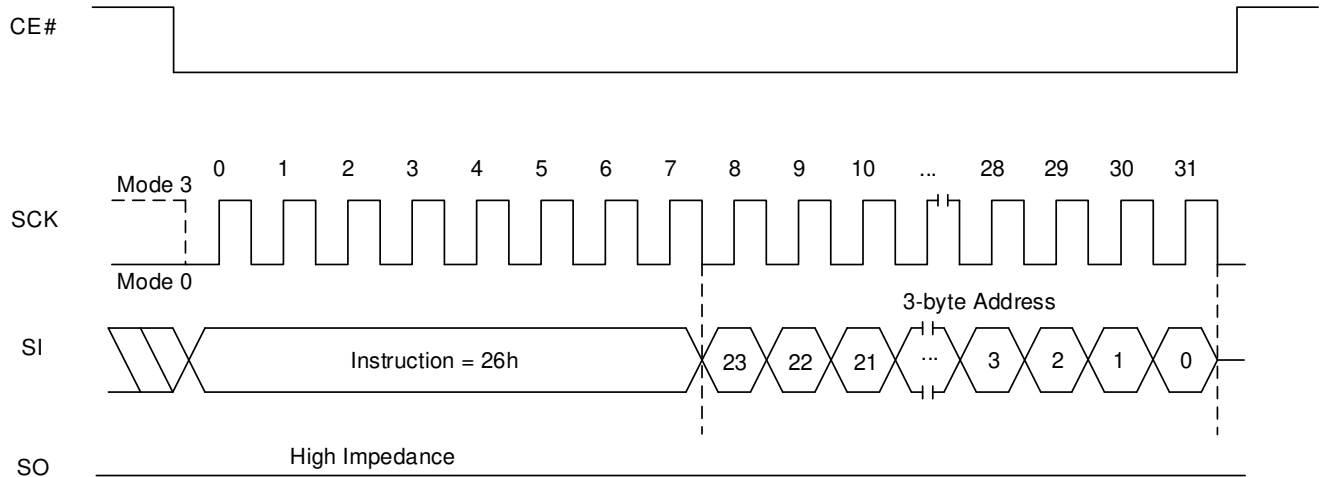 CE#
0 1 2 3 4 5 6 7 8 9 10 ... 28 29 30 31
Mode 3
SCK
Mode 0
3-byte Address
SI
Instruction = 26h 23 22 21 ... 3 2 1 0
High Impedance
SO